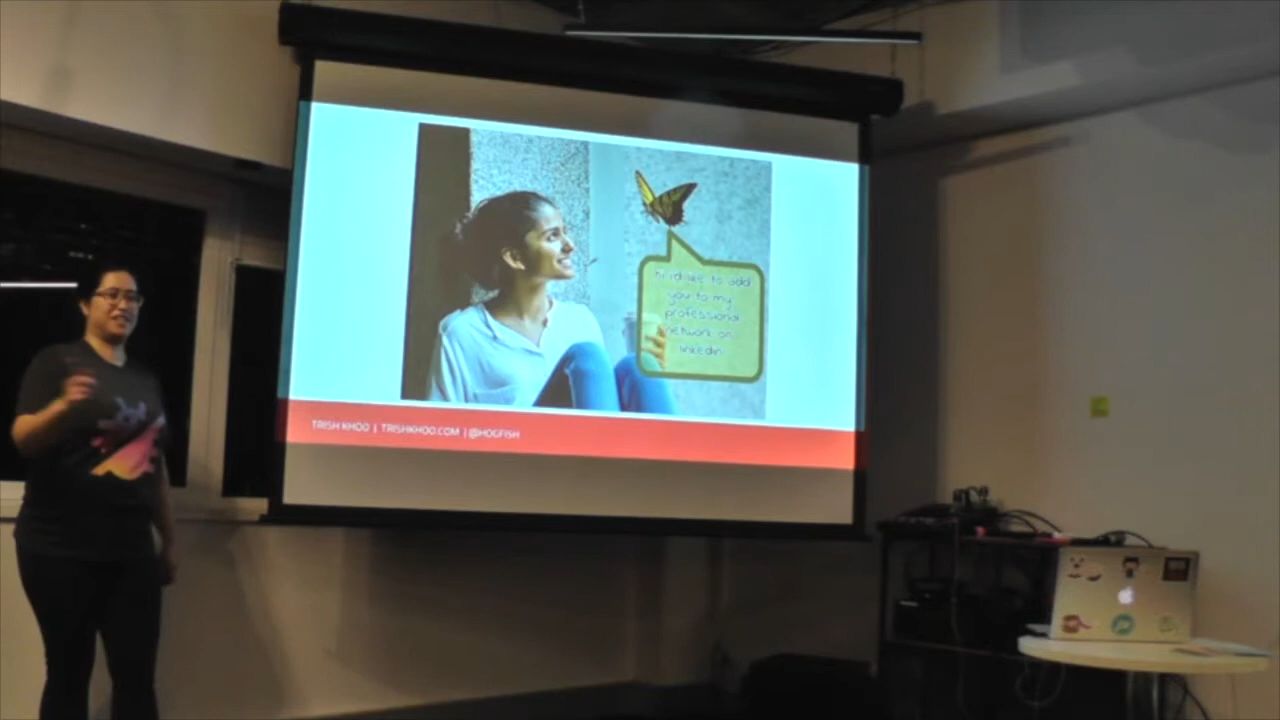 hi i'd like to add
you to my
professional
network on
linkedin
TRISH KHOO | TRISHKHOO.COM | @HOGFISH